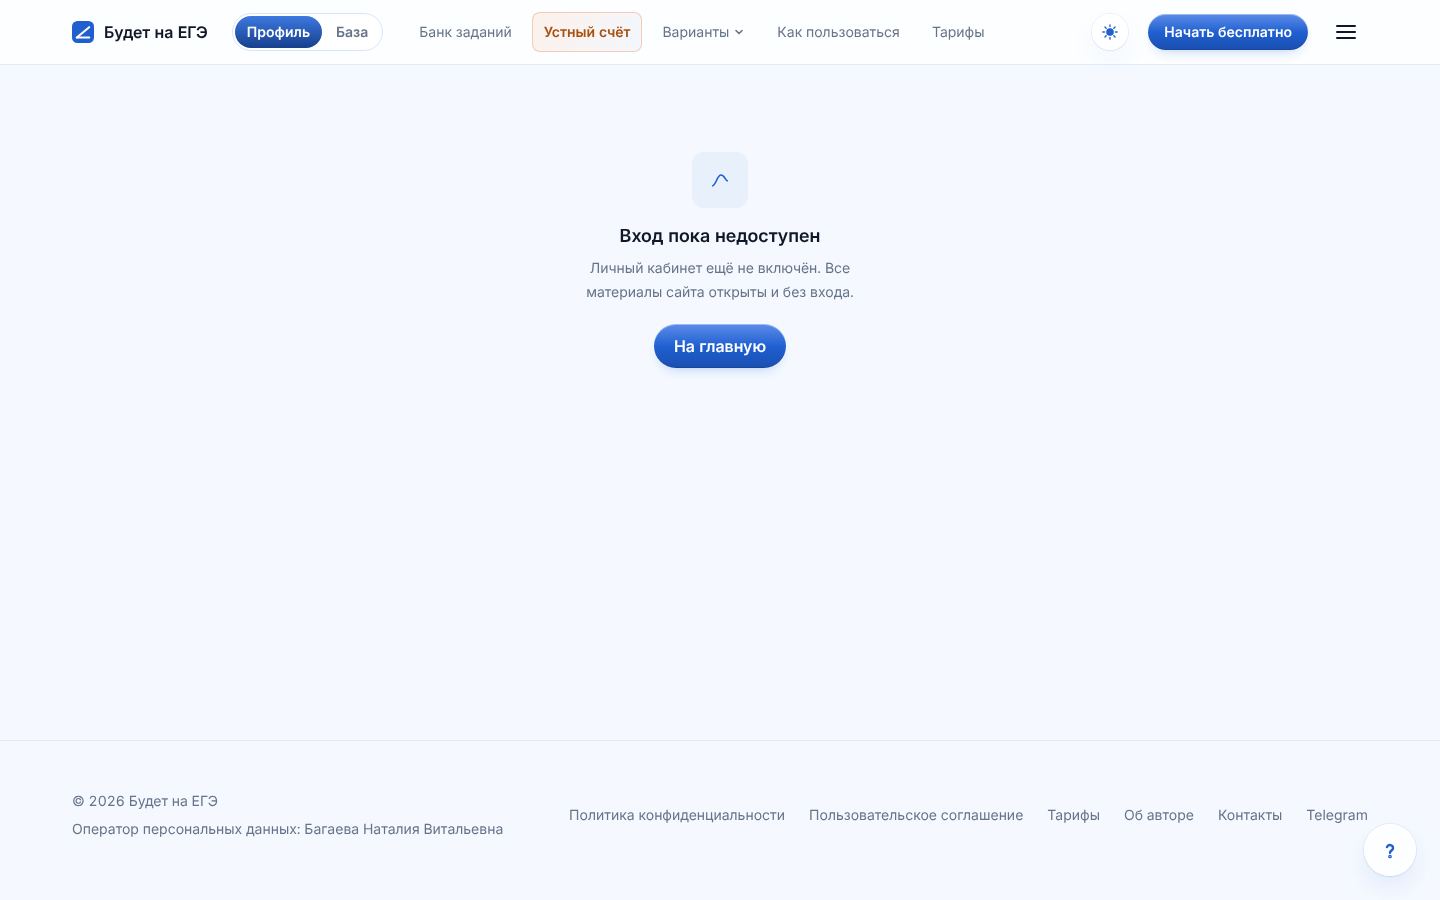 Будет на ЕГЭ
Профиль
База
Банк заданий
Устный счёт
Варианты
Как пользоваться
Тарифы
Начать бесплатно
Вход пока недоступен
Личный кабинет ещё не включён. Все
материалы сайта открыты и без входа.
На главную
© 2026 Будет на ЕГЭ
Оператор персональных данных: Багаева Наталия Витальевна
Политика конфиденциальности
Пользовательское соглашение
Тарифы
Об авторе
Контакты
Telegram
?